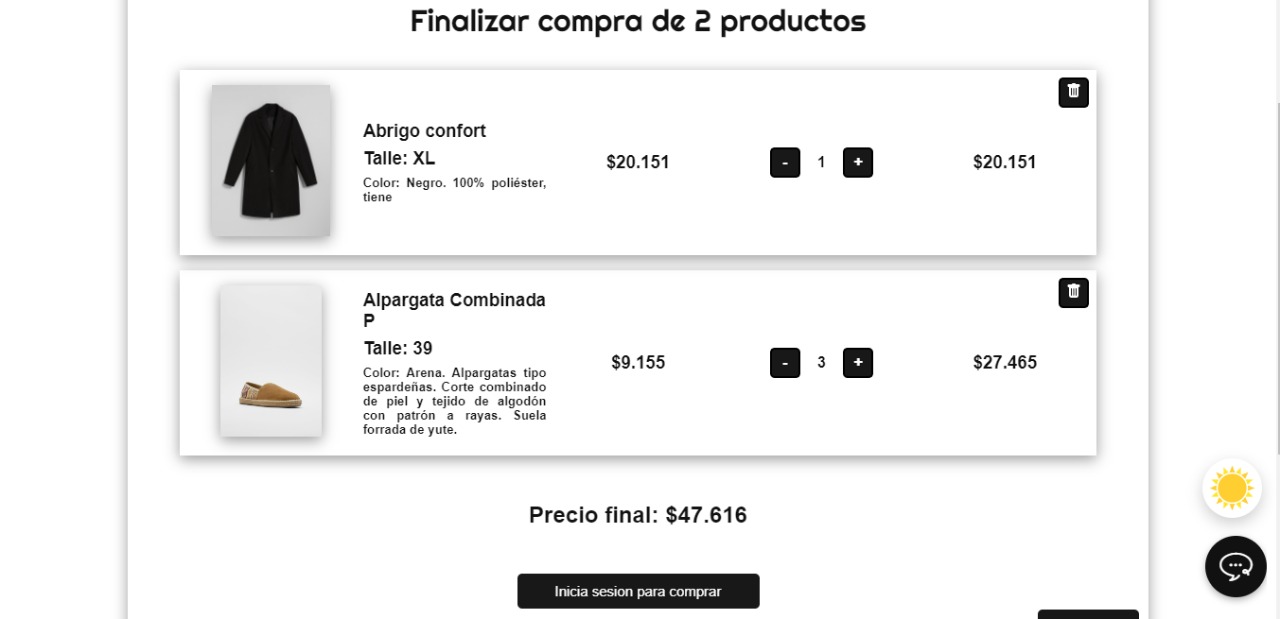 Finalizar compra de 2 productos
Abrigo confort
Talle: XL
Color: Negro. 100% poliéster,
tiene
$20.151
- 1 +
$20.151
Alpargata Combinada
P
Talle: 39
Color: Arena. Alpargatas tipo
espardeñas. Corte combinado
de piel y tejido de algodón
con patrón a rayas. Suela
forrada de yute.
$9.155
- 3 +
$27.465
Precio final: $47.616
Inicia sesion para comprar